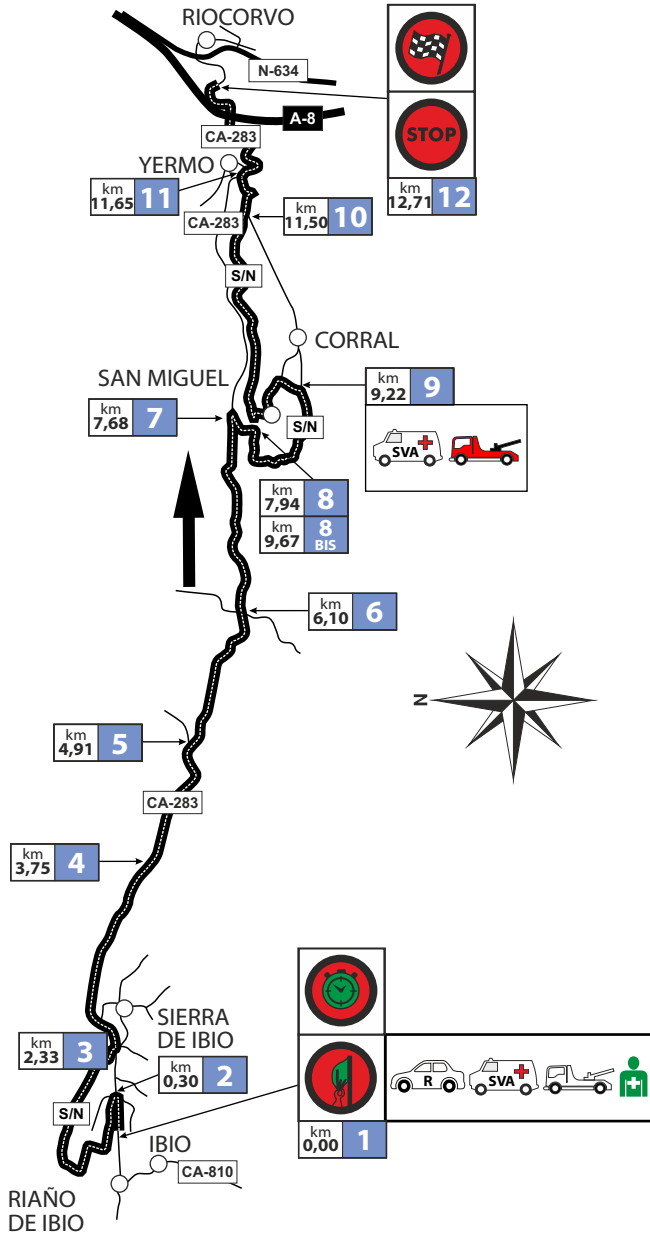 RIOCORVO
N-634
A-8
CA-283
STOP
YERMO
km
11,65
11
km
12,71
12
CA-283
km
11,50
10
S/N
CORRAL
SAN MIGUEL
km
9,22
9
km
7,68
7
S/N
SVA
km
7,94
8
km
9,67
8
BIS
km
6,10
6
N
km
4,91
5
CA-283
km
3,75
4
SIERRA
DE IBIO
km
2,33
3
km
0,30
2
R
SVA
S/N
km
0,00
1
IBIO
CA-810
RIAÑO
DE IBIO